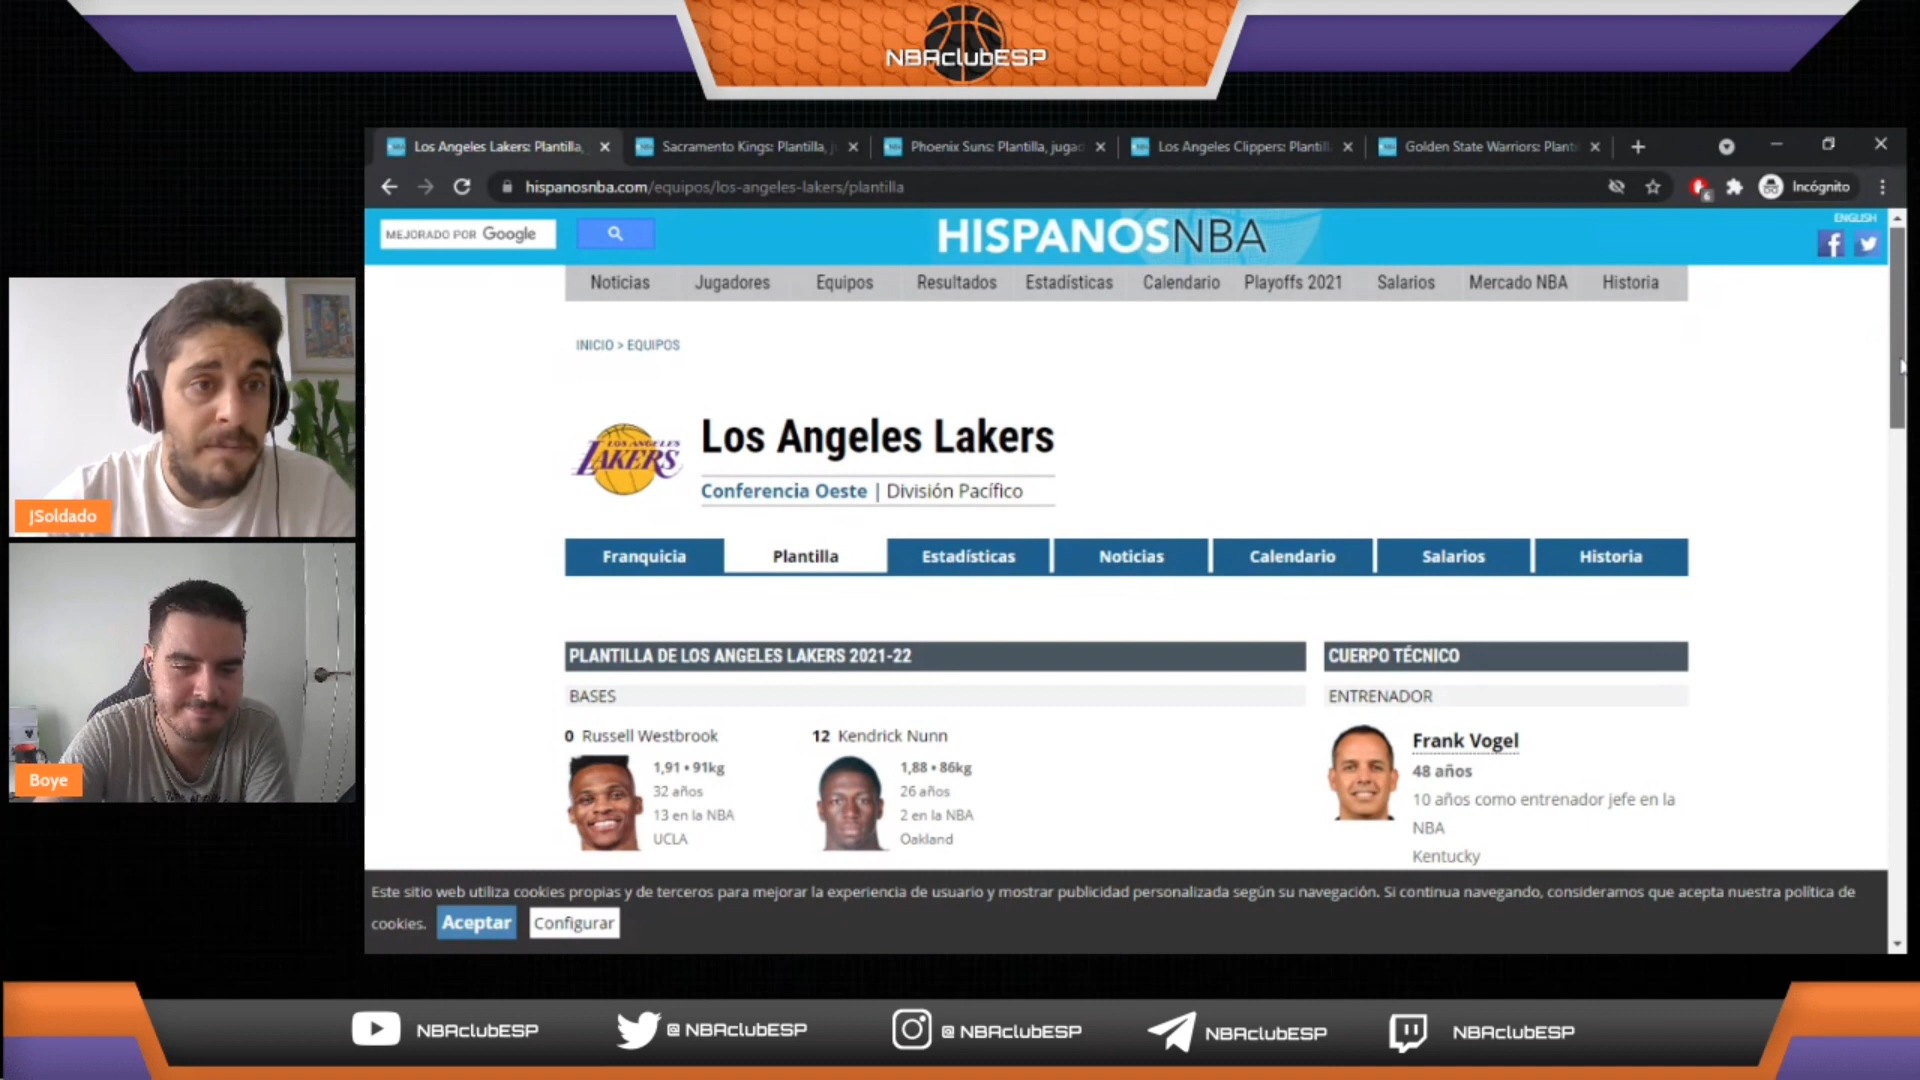 NBAclubESP
Los Angeles Lakers: Plantilla,
Sacramento Kings: Plantilla, j
Phoenix Suns: Plantilla, jugad
Los Angeles Clippers: Plantill
Golden State Warriors: Plant
hispanosnba.com/equipos/los-angeles-lakers/plantilla
6
Incógnito
MEJORADO POR Google
HISPANOSNBA
ENGLISH
Noticias
Jugadores
Equipos
Resultados
Estadísticas
Calendario
Playoffs 2021
Salarios
Mercado NBA
Historia
INICIO > EQUIPOS
LOS ANGELES
LAKERS
Los Angeles Lakers
Conferencia Oeste | División Pacífico
Franquicia
Plantilla
Estadísticas
Noticias
Calendario
Salarios
Historia
PLANTILLA DE LOS ANGELES LAKERS 2021-22
BASES
0 Russell Westbrook
1,91 • 91kg
32 años
13 en la NBA
UCLA
12 Kendrick Nunn
1,88 • 86kg
26 años
2 en la NBA
Oakland
CUERPO TÉCNICO
ENTRENADOR
Frank Vogel
48 años
10 años como entrenador jefe en la
NBA
Kentucky
Este sitio web utiliza cookies propias y de terceros para mejorar la experiencia de usuario y mostrar publicidad personalizada según su navegación. Si continua navegando, consideramos que acepta nuestra política de
cookies. Aceptar Configurar
JSoldado
Boye
NBAclubESP
@ NBAclubESP
@ NBAclubESP
NBAclubESP
NBAclubESP